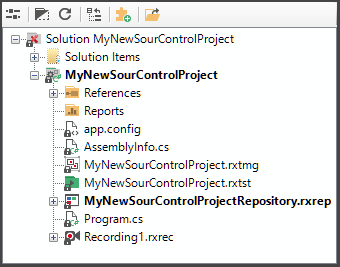 Solution MyNewSourControlProject
Solution Items
MyNewSourControlProject
References
Reports
app.config
AssemblyInfo.cs
MyNewSourControlProject.rxtmg
MyNewSourControlProject.rxtst
MyNewSourControlProjectRepository.rxrep
Program.cs
Recording1.rxrec